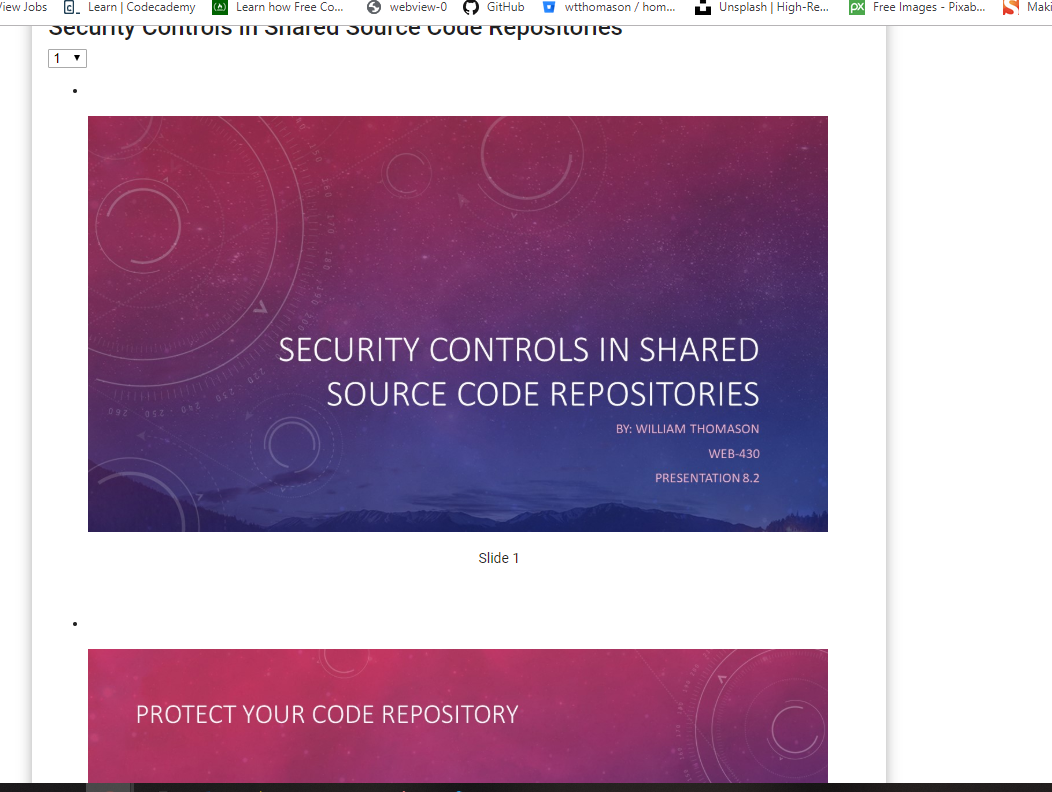 View Jobs Learn | Codecademy Learn how Free Co... webview-0 GitHub wtthomason / hom... Unsplash | High-Re... Free Images - Pixab... Maki
Security Controls in Shared Source Code Repositories
1
SECURITY CONTROLS IN SHARED
SOURCE CODE REPOSITORIES
BY: WILLIAM THOMASON
WEB-430
PRESENTATION 8.2
Slide 1
PROTECT YOUR CODE REPOSITORY